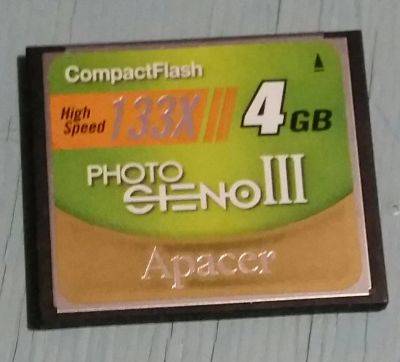 CompactFlash
High Speed 133X 4GB
PHOTO
STENO III
Apacer